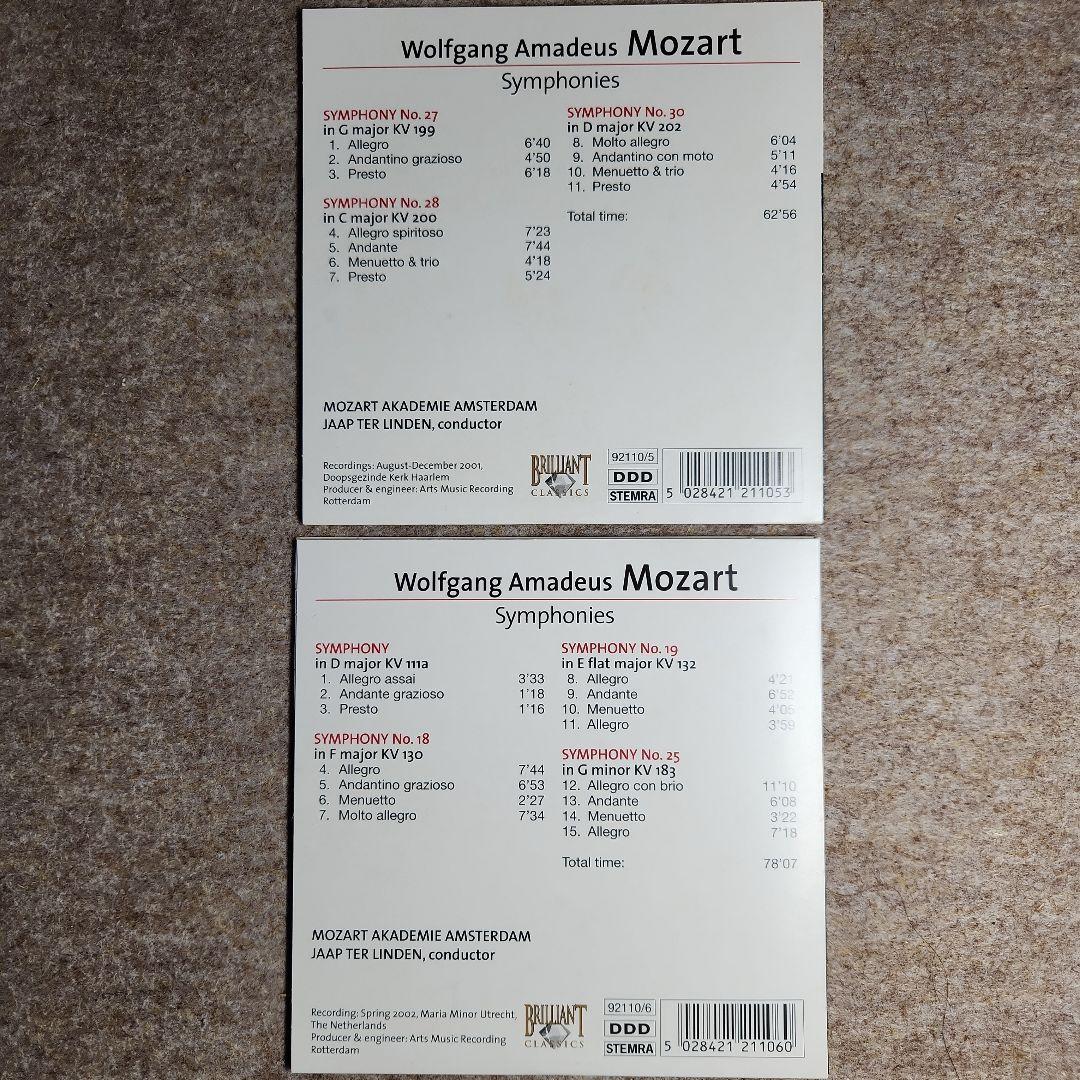 Wolfgang Amadeus Mozart
Symphonies
SYMPHONY No. 27
in G major KV 199
1. Allegro 6'40
2. Andantino grazioso 4'50
3. Presto 6'18
SYMPHONY No. 28
in C major KV 200
4. Allegro spiritoso 7'23
5. Andante 7'44
6. Menuetto & trio 4'18
7. Presto 5'24
SYMPHONY No. 30
in D major KV 202
8. Molto allegro 6'04
9. Andantino con moto 5'11
10. Menuetto & trio 4'16
11. Presto 4'54
Total time: 62'56
MOZART AKADEMIE AMSTERDAM
JAAP TER LINDEN, conductor
Recordings: August-December 2001,
Doopsgezinde Kerk Haarlem
Producer & engineer: Arts Music Recording
Rotterdam
BRILLIANT
CLASSICS
92110/5
DDD
STEMRA
5 028421 211053
Wolfgang Amadeus Mozart
Symphonies
SYMPHONY
in D major KV 111a
1. Allegro assai 3'33
2. Andante grazioso 1'18
3. Presto 1'16
SYMPHONY No. 18
in F major KV 130
4. Allegro 7'44
5. Andantino grazioso 6'53
6. Menuetto 2'27
7. Molto allegro 7'34
SYMPHONY No. 19
in E flat major KV 132
8. Allegro 4'21
9. Andante 6'52
10. Menuetto 4'05
11. Allegro 3'59
SYMPHONY No. 25
in G minor KV 183
12. Allegro con brio 11'10
13. Andante 6'08
14. Menuetto 3'22
15. Allegro 7'18
Total time: 78'07
MOZART AKADEMIE AMSTERDAM
JAAP TER LINDEN, conductor
Recording: Spring 2002, Maria Minor Utrecht,
The Netherlands
Producer & engineer: Arts Music Recording
Rotterdam
BRILLIANT
CLASSICS
92110/6
DDD
STEMRA
5 028421 211060